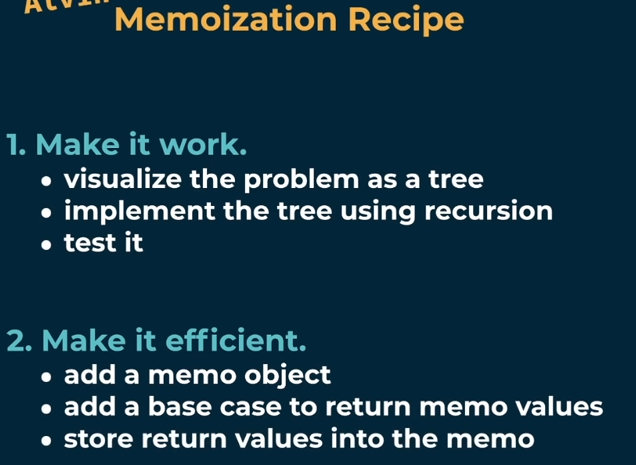 Memoization Recipe
1. Make it work.
• visualize the problem as a tree
• implement the tree using recursion
• test it
2. Make it efficient.
• add a memo object
• add a base case to return memo values
• store return values into the memo